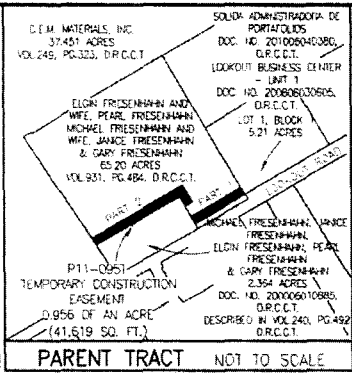 C.E.M. MATERIALS, INC.
37.451 ACRES
VOL.249, PG.323, D.R.C.C.T.
SOLIDA ADMINISTRADORA DE
PORTAFOLIOS
DOC. NO. 201006040380,
O.R.C.C.T.
LOOKOUT BUSINESS CENTER
- UNIT 1
DOC. NO. 200806030605,
O.R.C.C.T.
LOT 1, BLOCK
5.21 ACRES
ELGIN FRIESENHAHN AND
WIFE, PEARL FRIESENHAHN
MICHAEL FRIESENHAHN AND
WIFE, JANICE FRIESENHAHN
& GARY FRIESENHAHN
65.20 ACRES
VOL.931, PG.484, D.R.C.C.T.
PART 2
PART 1
LOOKOUT ROAD
P11-0951
TEMPORARY CONSTRUCTION
EASEMENT
0.956 OF AN ACRE
(41,619 SQ. FT.)
MICHAEL FRIESENHAHN, JANICE
FRIESENHAHN,
ELGIN FRIESENHAHN, PEARL
FRIESENHAHN
& GARY FRIESENHAHN
2.364 ACRES
DOC. NO. 200006010885,
O.R.C.C.T.
DESCRIBED IN VOL.240, PG.492
D.R.C.C.T.
PARENT TRACT NOT TO SCALE